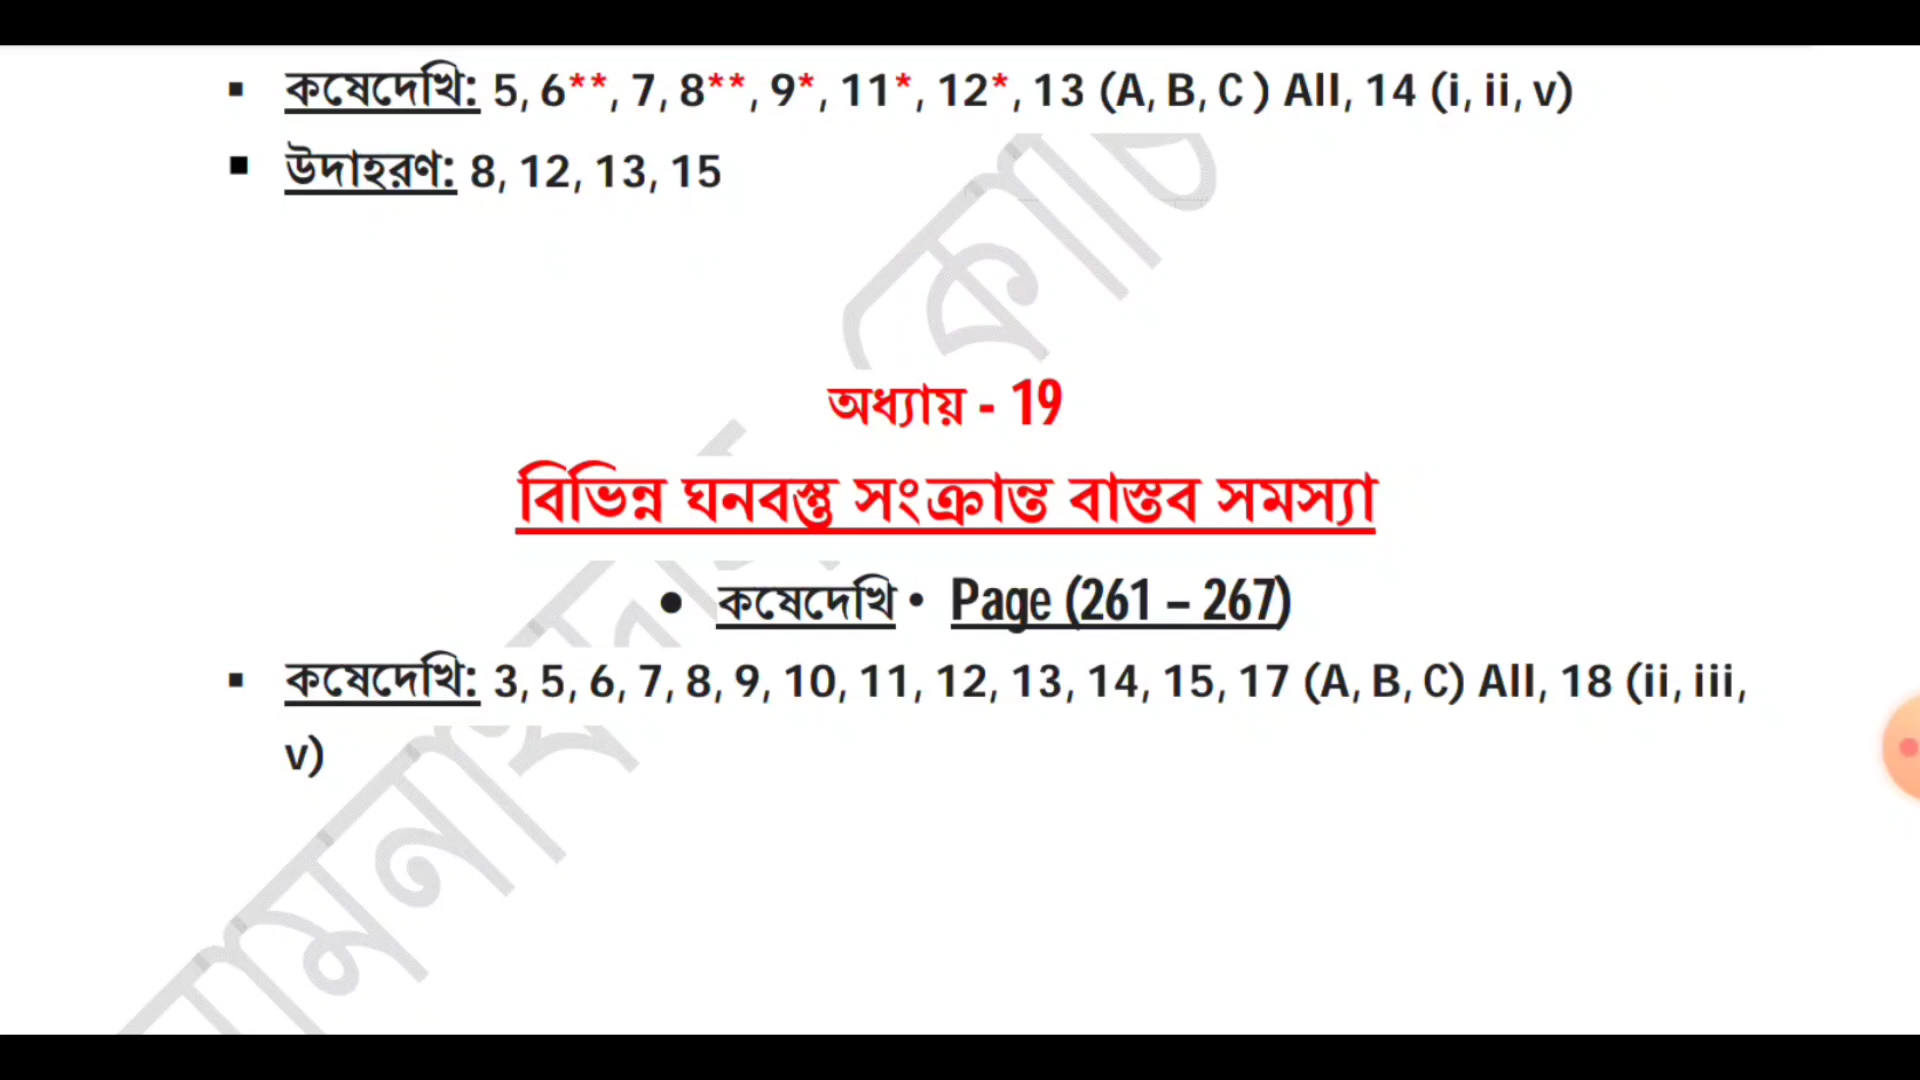 ▪ কষেদেখি: 5, 6**, 7, 8**, 9*, 11*, 12*, 13 (A, B, C ) All, 14 (i, ii, v)
▪ উদাহরণ: 8, 12, 13, 15
অধ্যায় - 19
বিভিন্ন ঘনবস্তু সংক্রান্ত বাস্তব সমস্যা
• কষেদেখি • Page (261 – 267)
▪ কষেদেখি: 3, 5, 6, 7, 8, 9, 10, 11, 12, 13, 14, 15, 17 (A, B, C) All, 18 (ii, iii,
v)